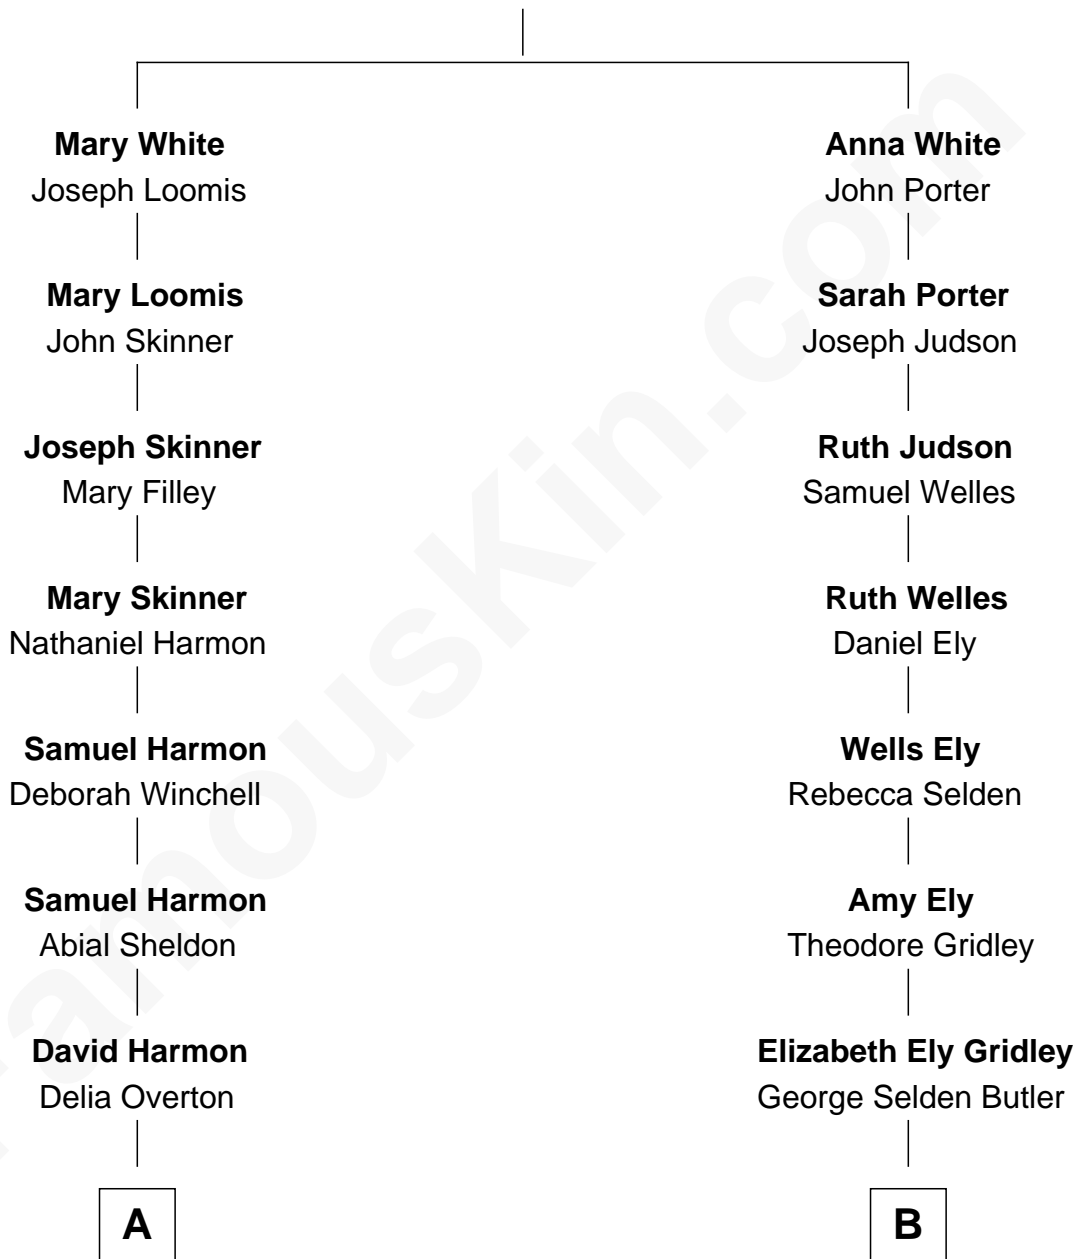 Mary White
Joseph Loomis
Mary Loomis
John Skinner
Joseph Skinner
Mary Filley
Mary Skinner
Nathaniel Harmon
Samuel Harmon
Deborah Winchell
Samuel Harmon
Abial Sheldon
David Harmon
Delia Overton
A
Anna White
John Porter
Sarah Porter
Joseph Judson
Ruth Judson
Samuel Welles
Ruth Welles
Daniel Ely
Wells Ely
Rebecca Selden
Amy Ely
Theodore Gridley
Elizabeth Ely Gridley
George Selden Butler
B
FamousKin.com